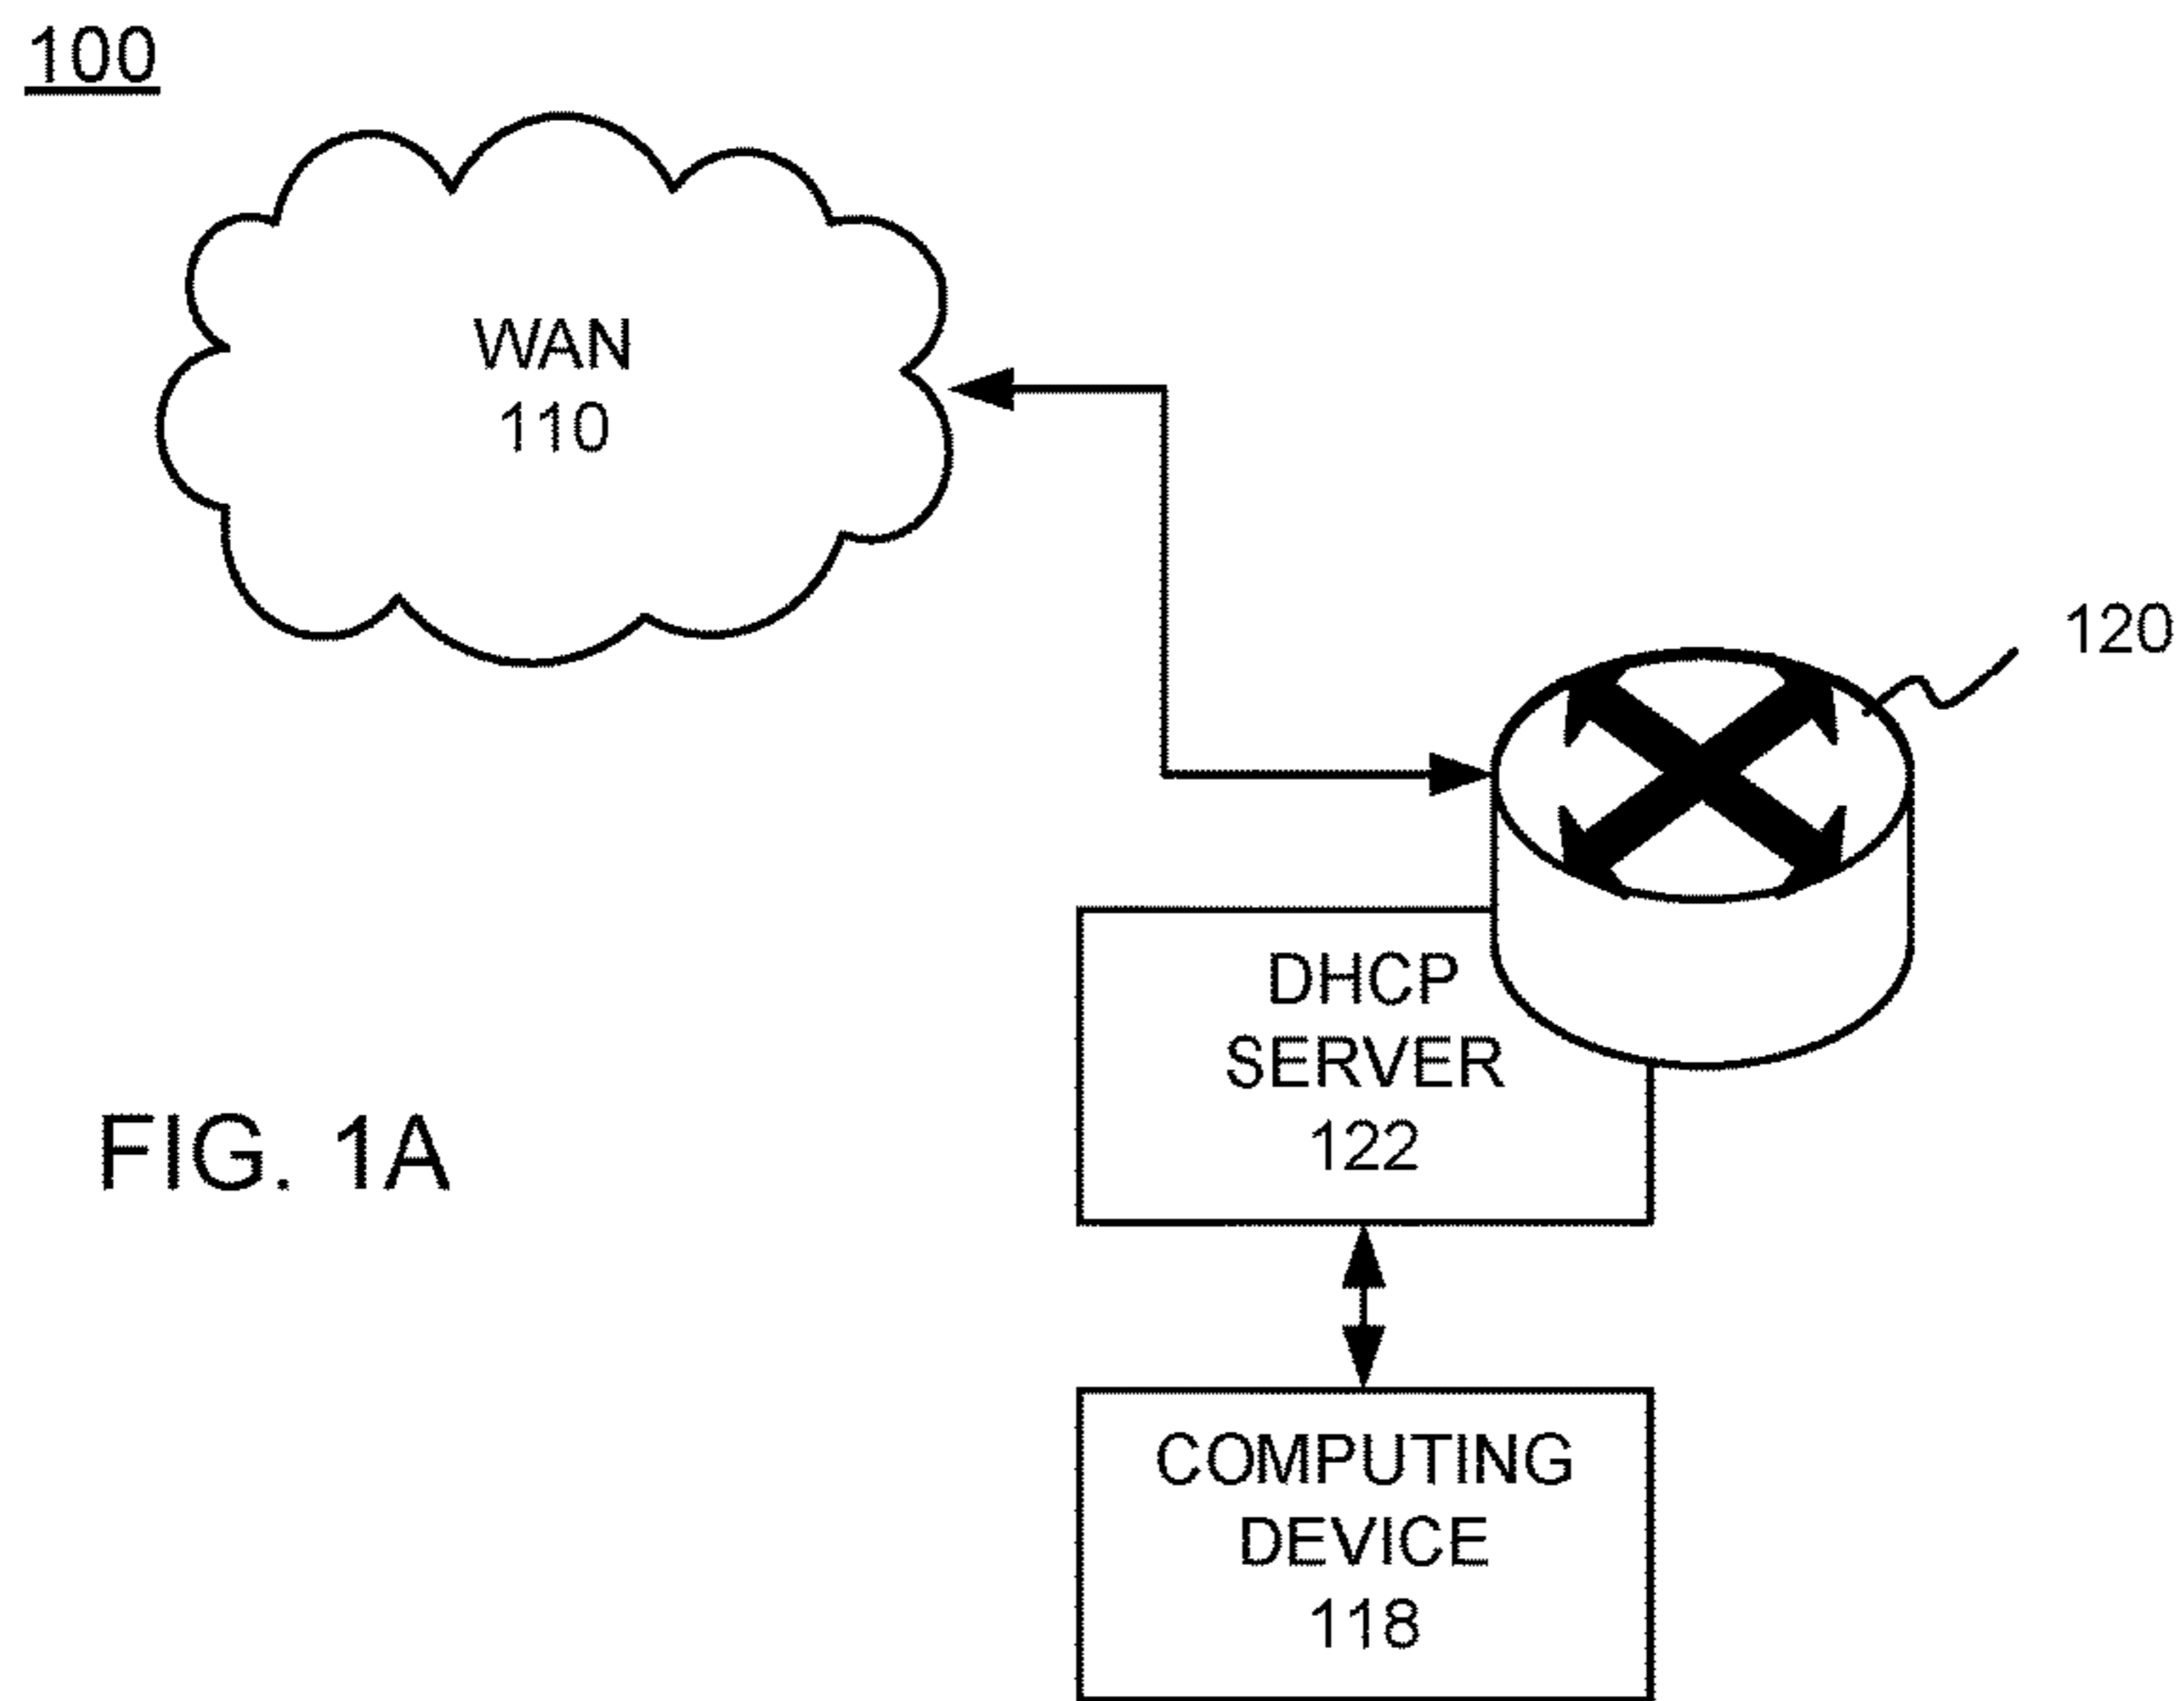 100
WAN
110
120
DHCP
SERVER
122
FIG. 1A
COMPUTING
DEVICE
118